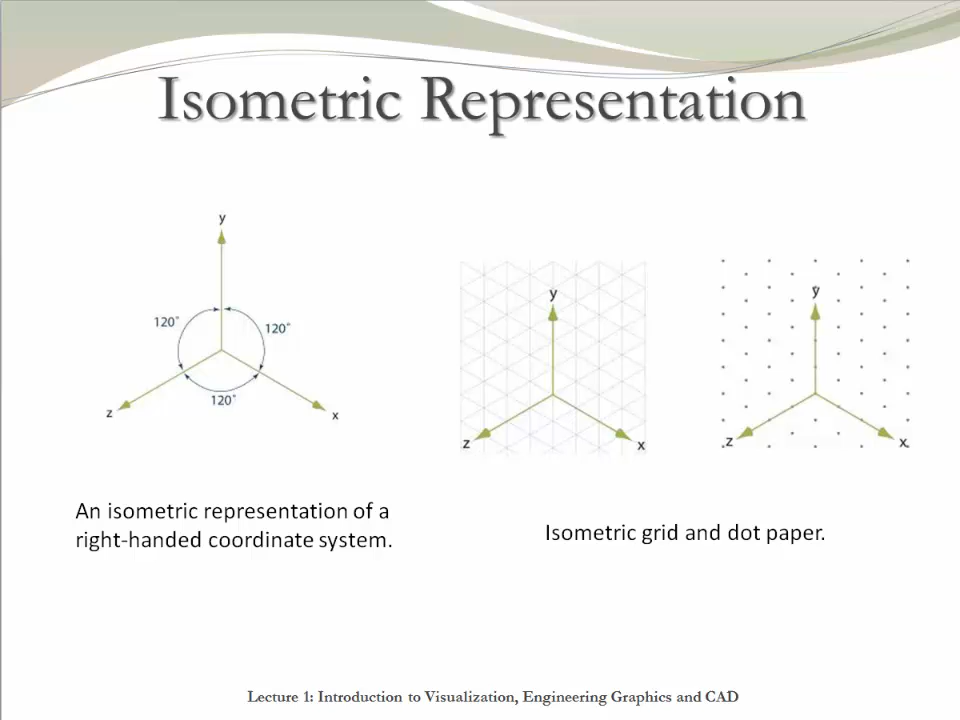 Isometric Representation
y
120°
120°
120°
z
x
y
z
x
y
z
x
An isometric representation of a
right-handed coordinate system.
Isometric grid and dot paper.
Lecture 1: Introduction to Visualization, Engineering Graphics and CAD